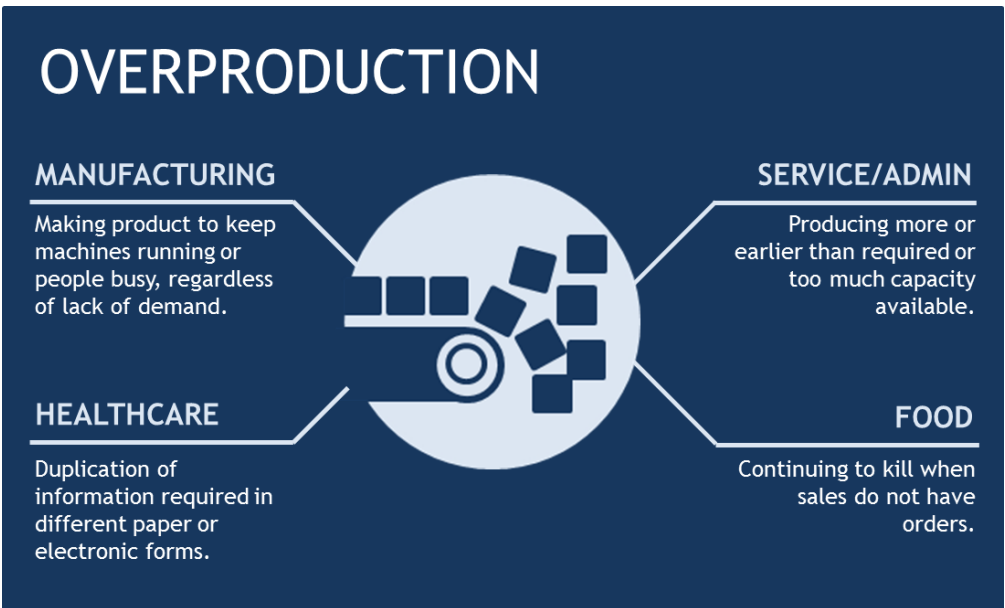 OVERPRODUCTION
MANUFACTURING
Making product to keep
machines running or
people busy, regardless
of lack of demand.
SERVICE/ADMIN
Producing more or
earlier than required or
too much capacity
available.
HEALTHCARE
Duplication of
information required in
different paper or
electronic forms.
FOOD
Continuing to kill when
sales do not have
orders.